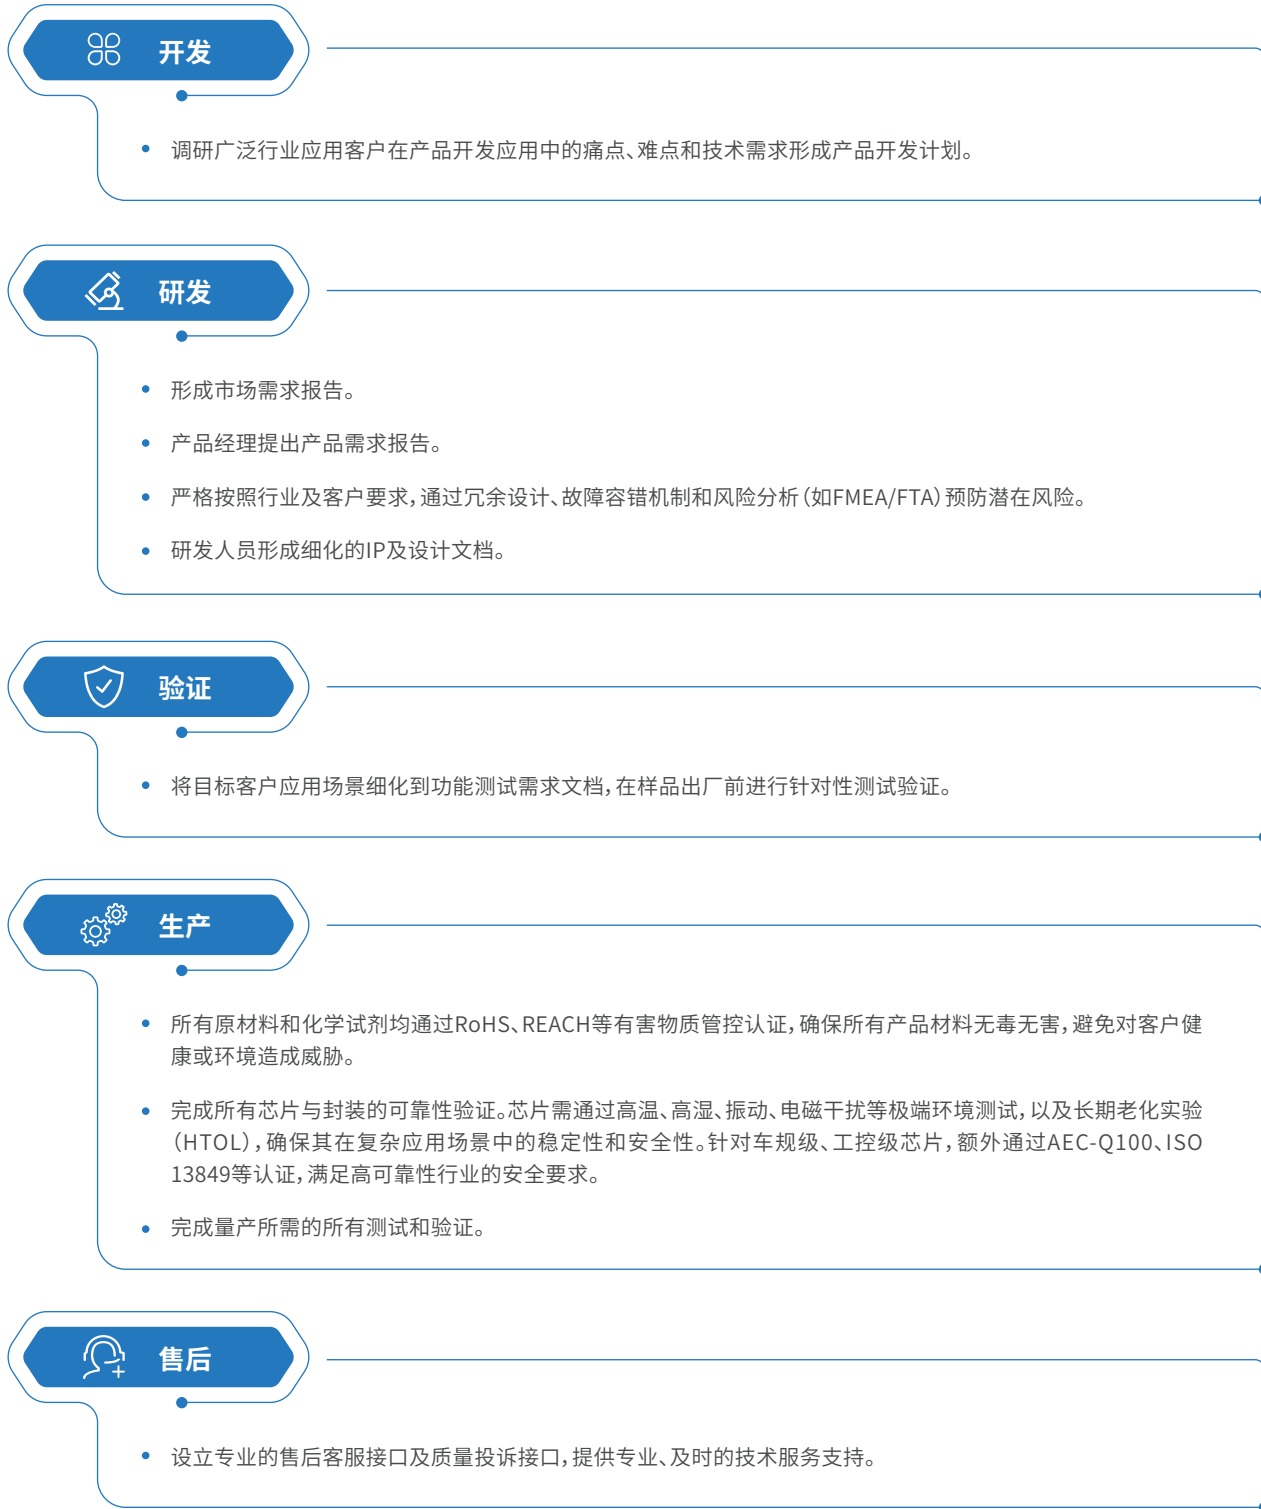 开发
调研广泛行业应用客户在产品开发应用中的痛点、难点和技术需求形成产品开发计划。
研发
形成市场需求报告。
产品经理提出产品需求报告。
严格按照行业及客户要求，通过冗余设计、故障容错机制和风险分析（如FMEA/FTA）预防潜在风险。
研发人员形成细化的IP及设计文档。
验证
将目标客户应用场景细化到功能测试需求文档，在样品出厂前进行针对性测试验证。
生产
所有原材料和化学试剂均通过RoHS、REACH等有害物质管控认证，确保所有产品材料无毒无害，避免对客户健
康或环境造成威胁。
完成所有芯片与封装的可靠性验证。芯片需通过高温、高湿、振动、电磁干扰等极端环境测试，以及长期老化实验
（HTOL），确保其在复杂应用场景中的稳定性和安全性。针对车规级、工控级芯片，额外通过AEC-Q100、ISO
13849等认证，满足高可靠性行业的安全要求。
完成量产所需的所有测试和验证。
售后
设立专业的售后客服接口及质量投诉接口，提供专业、及时的技术服务支持。